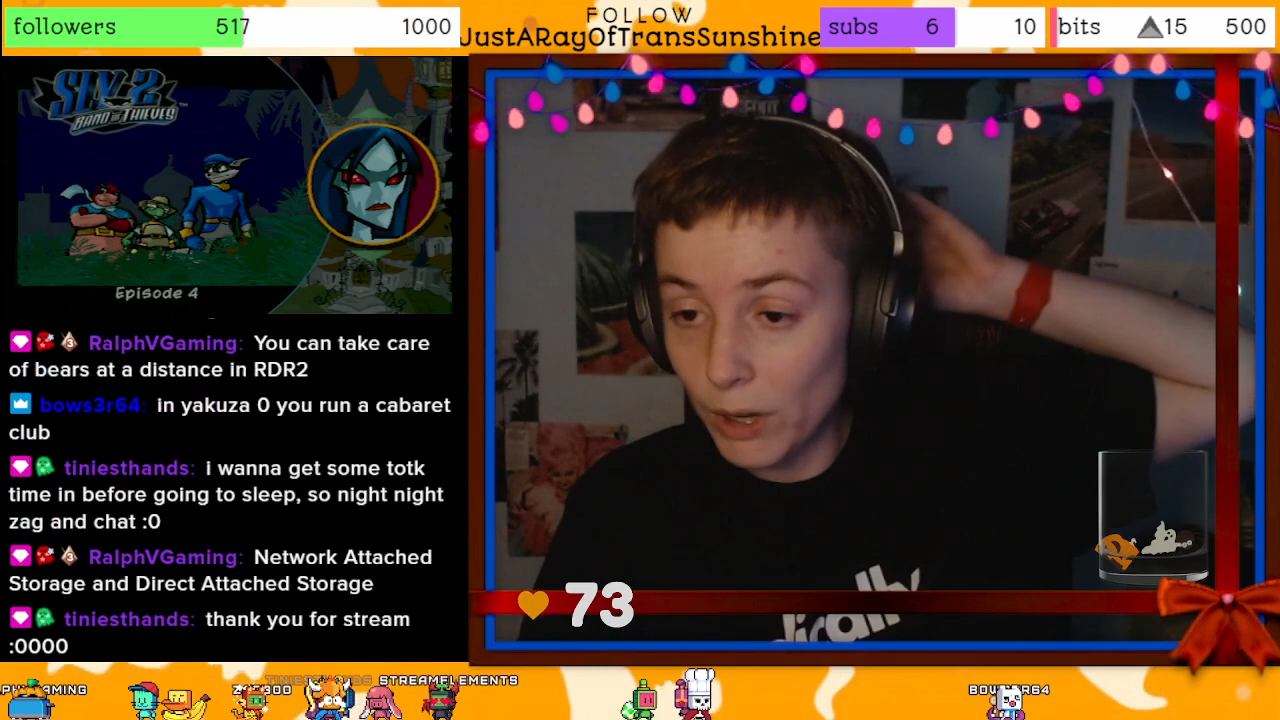 followers 517 1000
FOLLOW
JustARayOfTransSunshine
subs 6 10
bits 15 500
SLY 2
BAND OF THIEVES
Episode 4
RalphVGaming: You can take care
of bears at a distance in RDR2
bows3r64: in yakuza 0 you run a cabaret
club
tiniesthands: i wanna get some totk
time in before going to sleep, so night night
zag and chat :0
RalphVGaming: Network Attached
Storage and Direct Attached Storage
tiniesthands: thank you for stream
:0000
73
STREAMELEMENTS